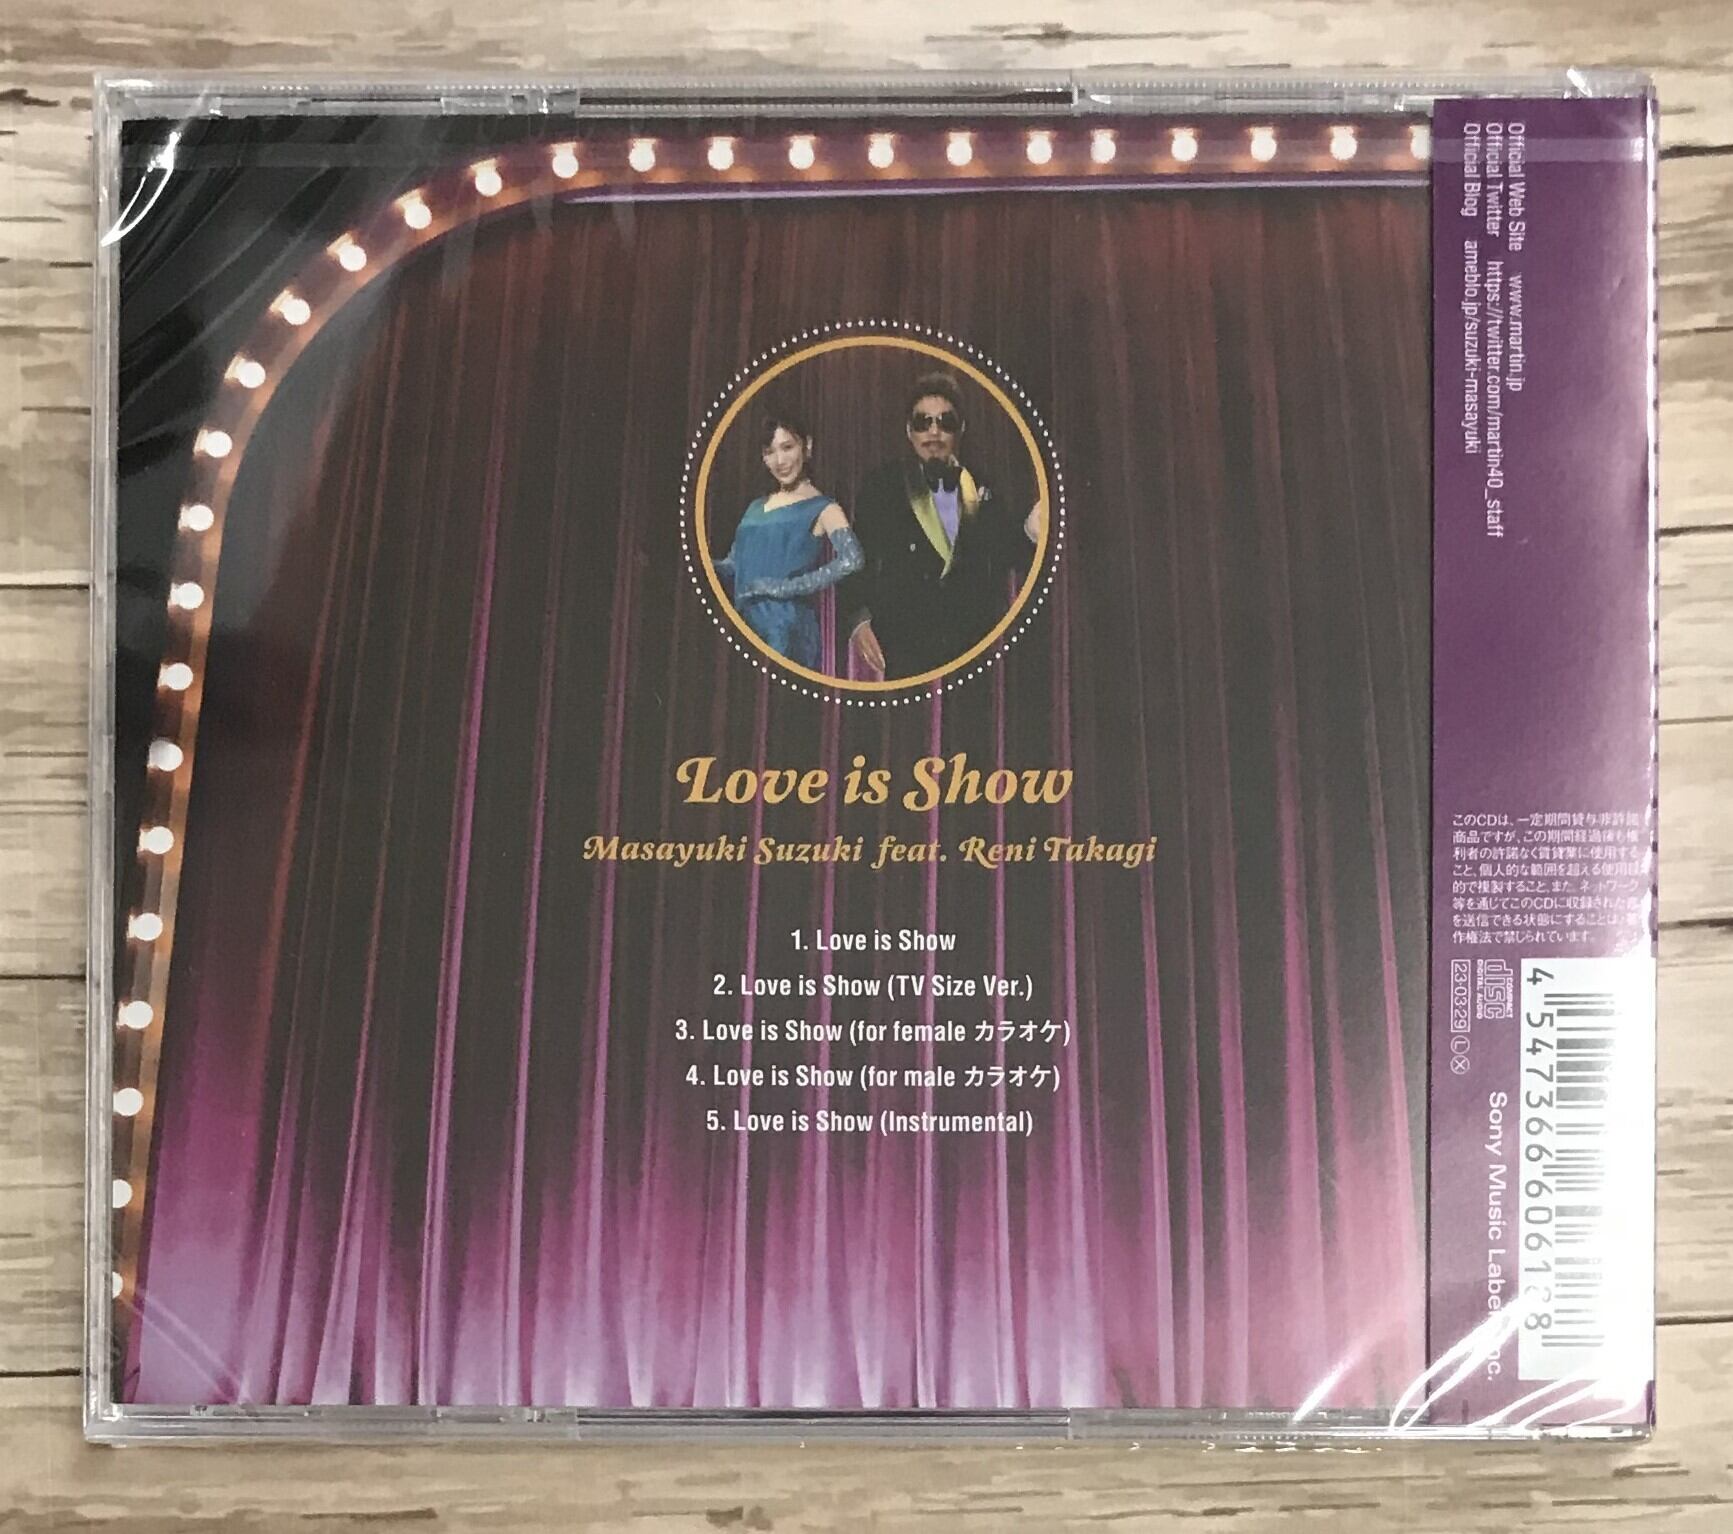 Love is Show
Masayuki Suzuki feat. Reni Takagi
1. Love is Show
2. Love is Show (TV Size Ver.)
3. Love is Show (for female カラオケ)
4. Love is Show (for male カラオケ)
5. Love is Show (Instrumental)
Official Web Site www.martin.jp
Official Twitter https://twitter.com/martin40_staff
Official Blog ameblo.jp/suzuki-masayuki
このCDは、一定期間貸与非許諾
商品ですが、この期間経過後も権
利者の許諾なく賃貸業に使用する
こと、個人的な範囲を超える使用目
的で複製すること、また、ネットワーク
等を通じてこのCDに収録された音
を送信できる状態にすることは、著
作権法で禁じられています。
COMPACT
disc
DIGITAL AUDIO
23·03·29 L X
4 547366 606188
Sony Music Labels Inc.